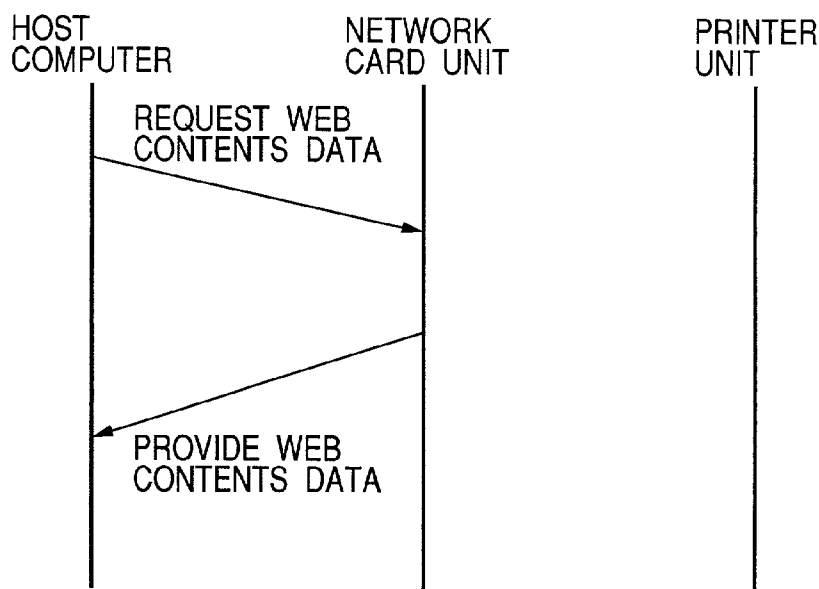 HOST
COMPUTER
NETWORK
CARD UNIT
PRINTER
UNIT
REQUEST WEB
CONTENTS DATA
PROVIDE WEB
CONTENTS DATA